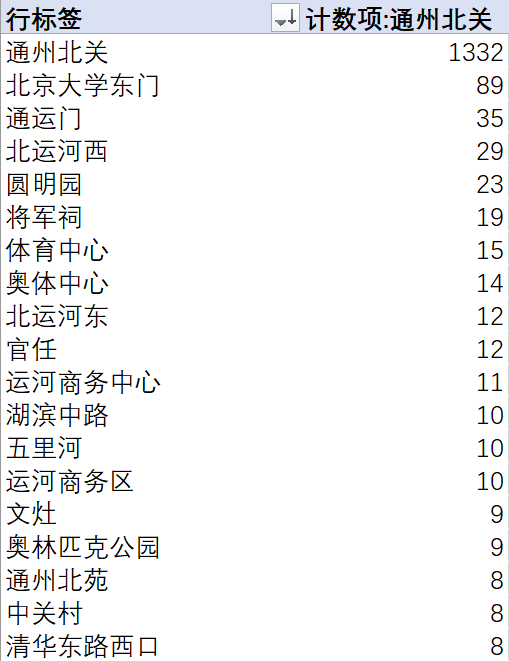 行标签 计数项:通州北关
通州北关 1332
北京大学东门 89
通运门 35
北运河西 29
圆明园 23
将军祠 19
体育中心 15
奥体中心 14
北运河东 12
官任 12
运河商务中心 11
湖滨中路 10
五里河 10
运河商务区 10
文灶 9
奥林匹克公园 9
通州北苑 8
中关村 8
清华东路西口 8